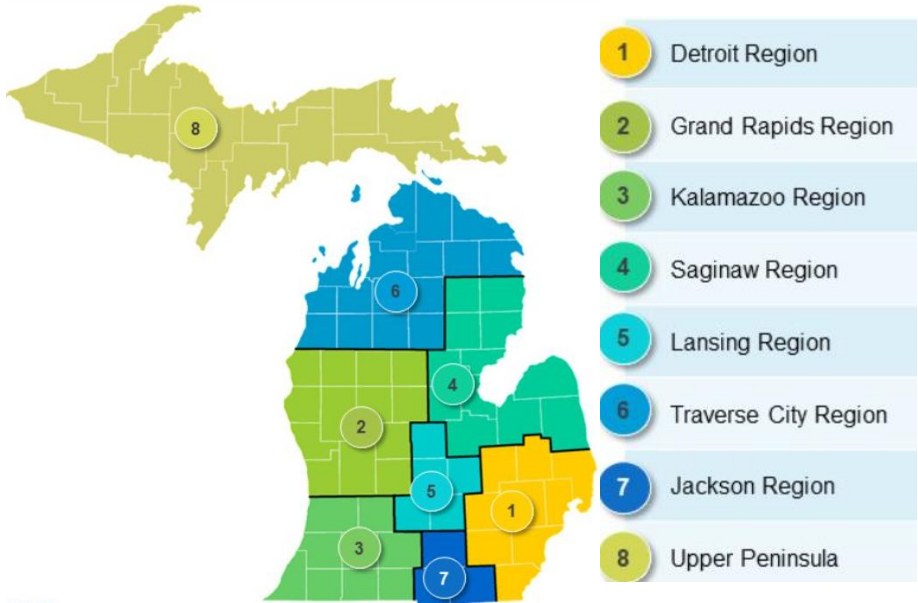 8
6
4
2
5
1
3
7
1 Detroit Region
2 Grand Rapids Region
3 Kalamazoo Region
4 Saginaw Region
5 Lansing Region
6 Traverse City Region
7 Jackson Region
8 Upper Peninsula